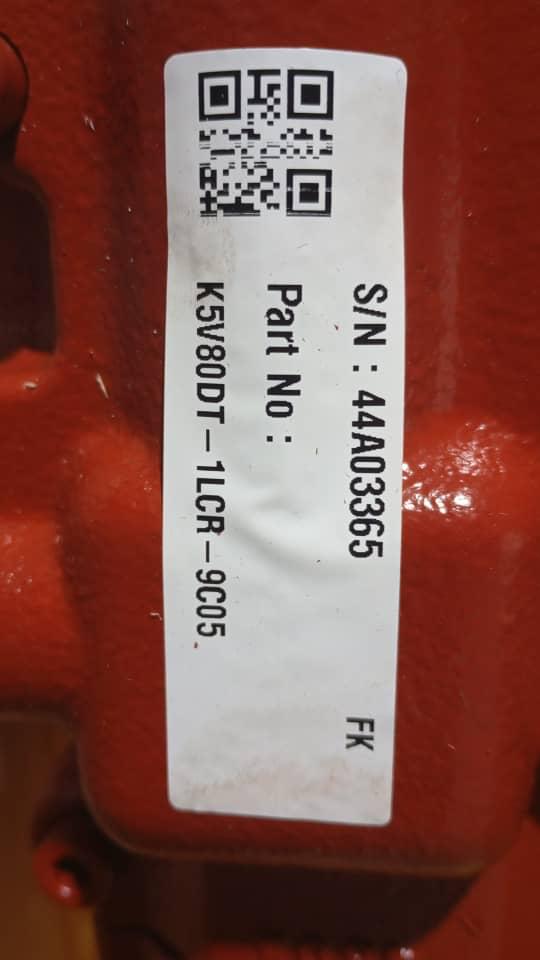 S/N : 44A03365 FK
Part No :
K5V80DT-1LCR-9C05